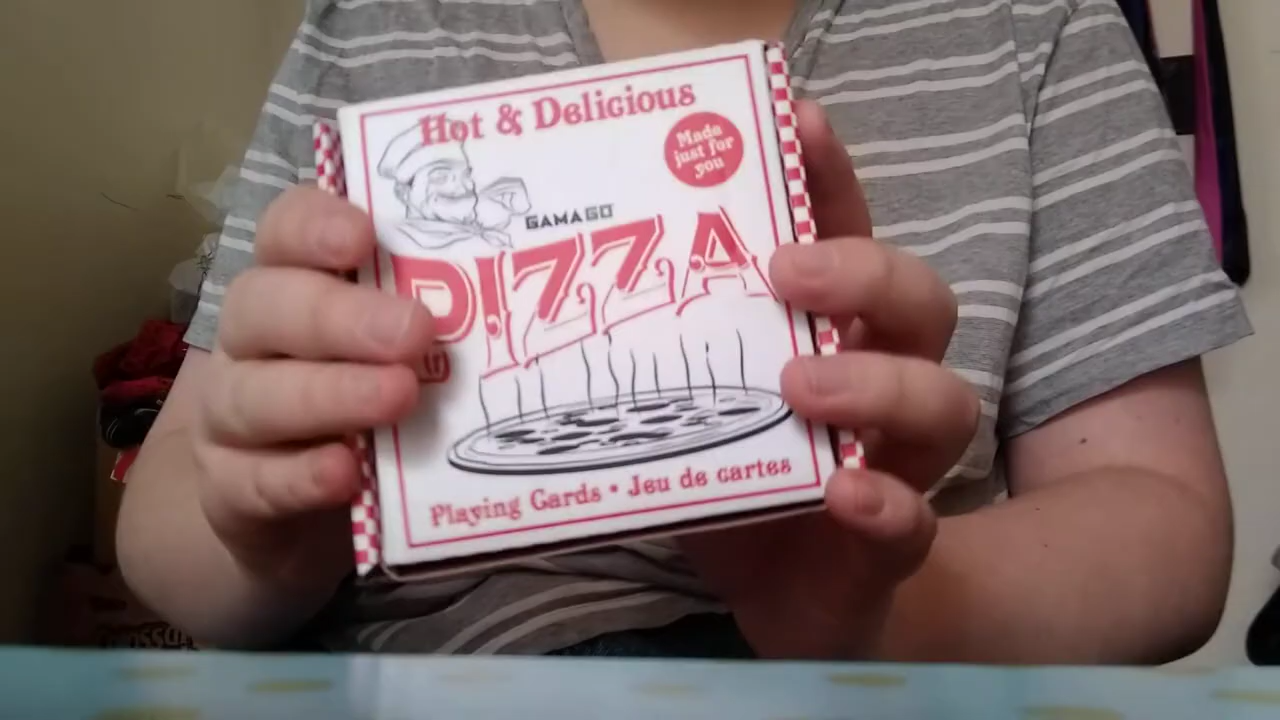 Hot & Delicious
Made
just for
you
GAMAGO
PIZZA
Playing Cards • Jeu de cartes